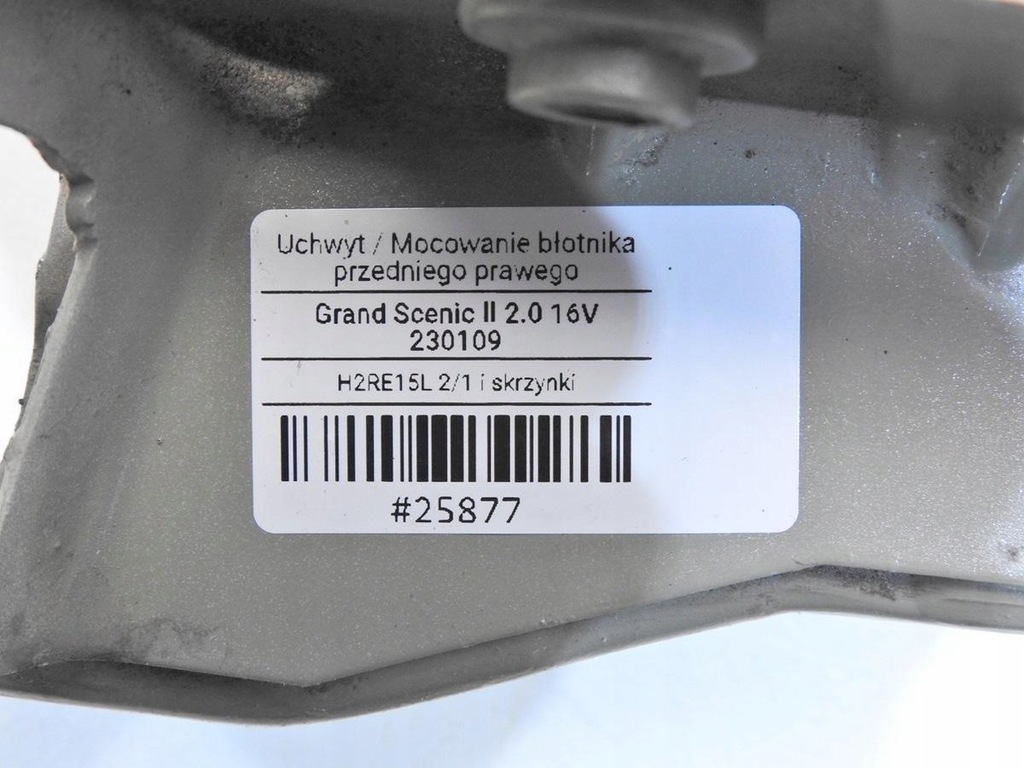 Uchwyt / Mocowanie błotnika
przedniego prawego
Grand Scenic II 2.0 16V
230109
H2RE15L 2/1 i skrzynki
#25877